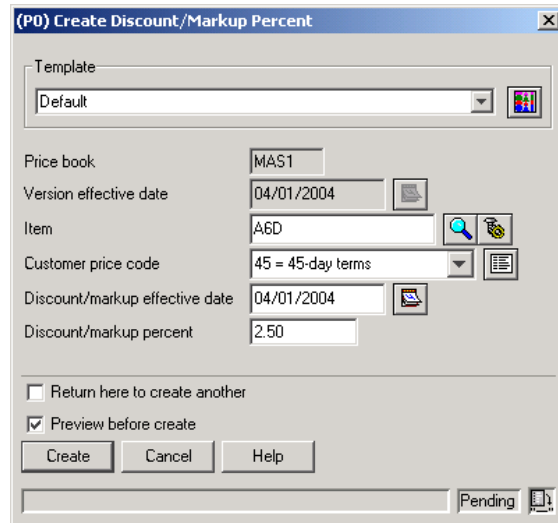 (P0) Create Discount/Markup Percent
Template
Default
Price book MAS1
Version effective date 04/01/2004
Item A6D
Customer price code 45 = 45-day terms
Discount/markup effective date 04/01/2004
Discount/markup percent 2.50
Return here to create another
Preview before create
Create Cancel Help
Pending